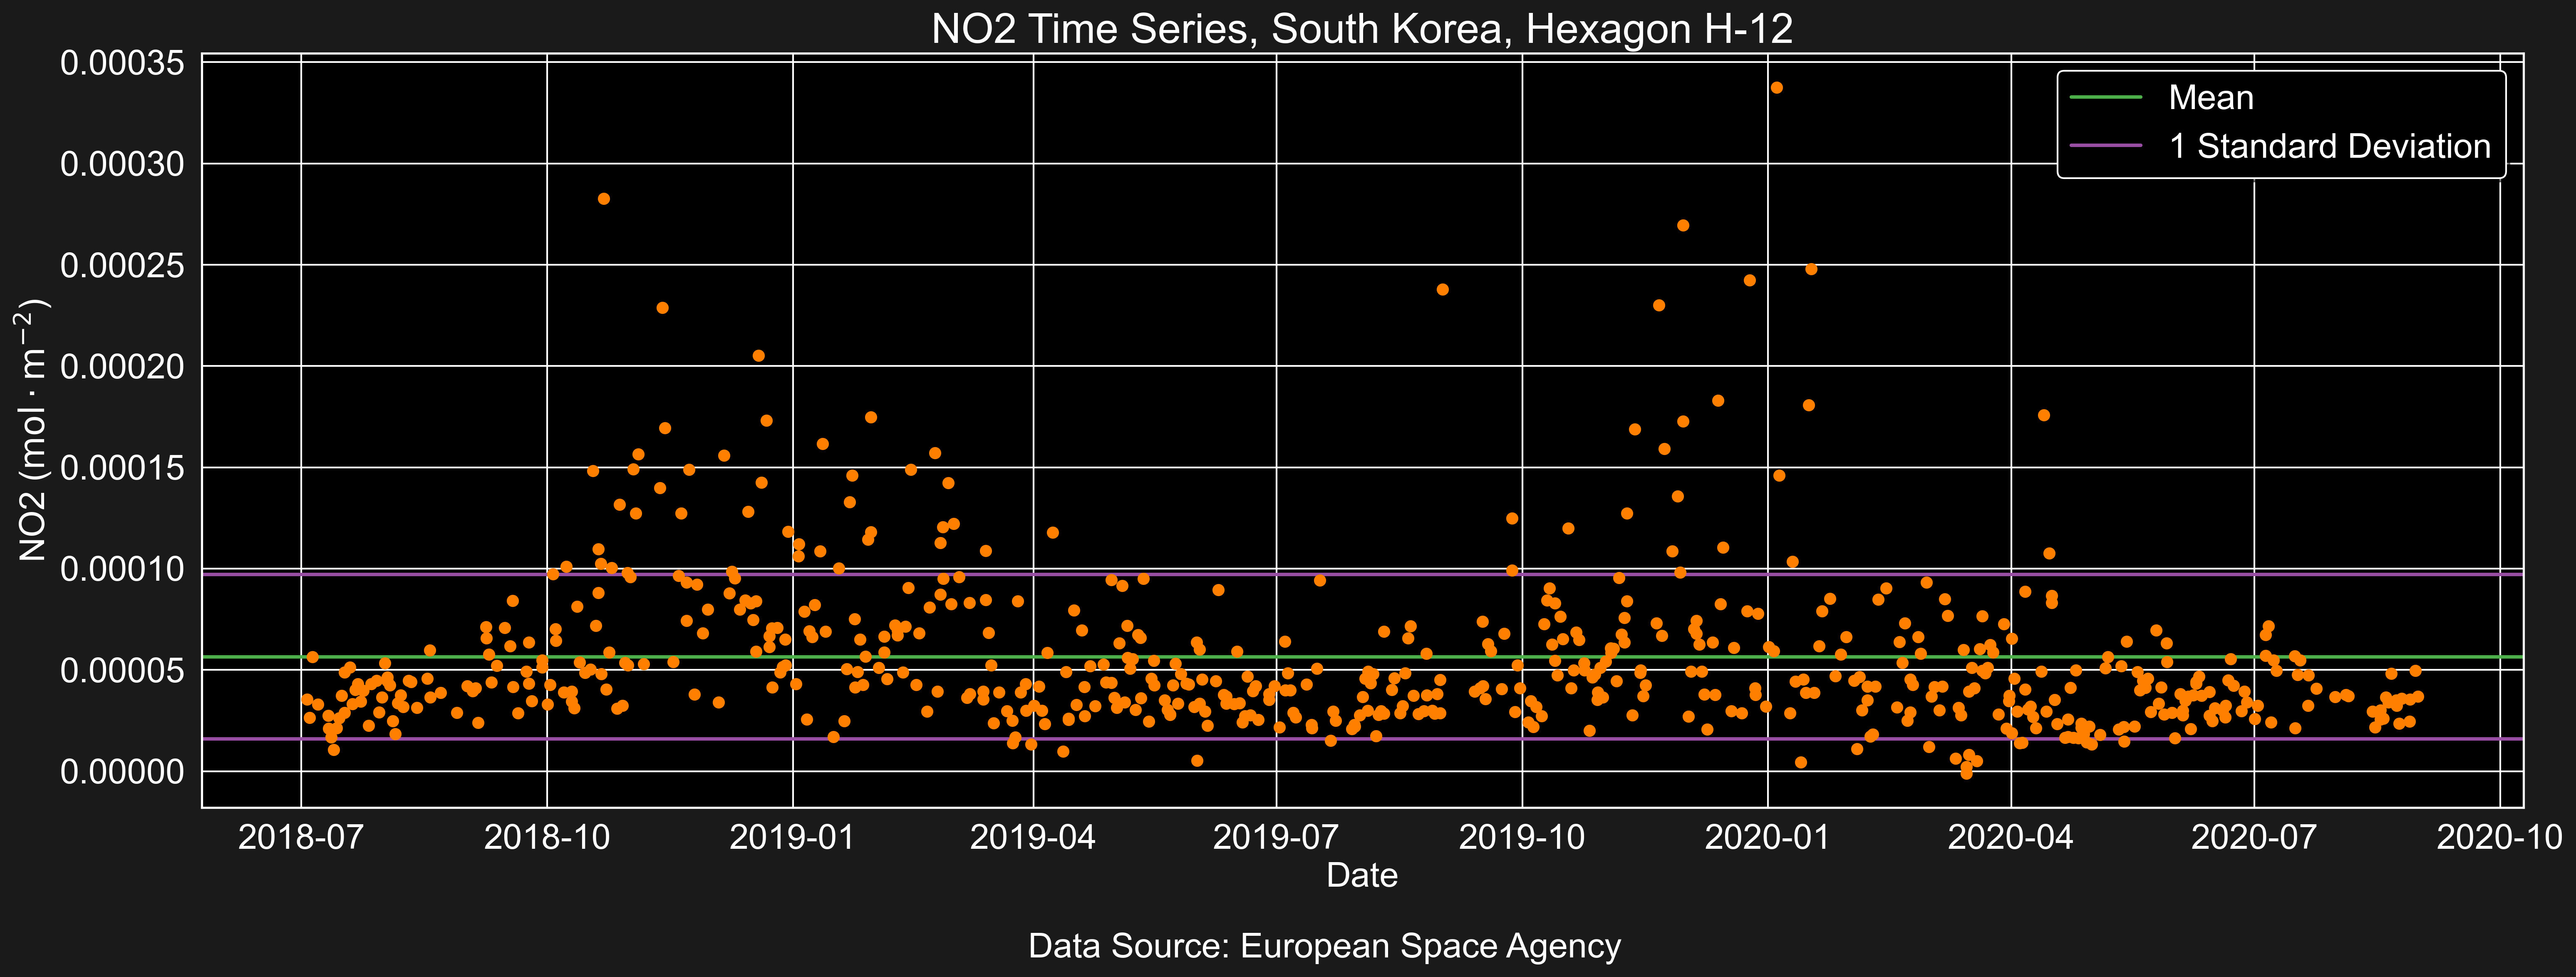 NO2 Time Series, South Korea, Hexagon H-12
0.00035
0.00030
0.00025
0.00020
0.00015
0.00010
0.00005
0.00000
NO2 (mol · m⁻²)
Mean
1 Standard Deviation
2018-07 2018-10 2019-01 2019-04 2019-07 2019-10 2020-01 2020-04 2020-07 2020-10
Date
Data Source: European Space Agency